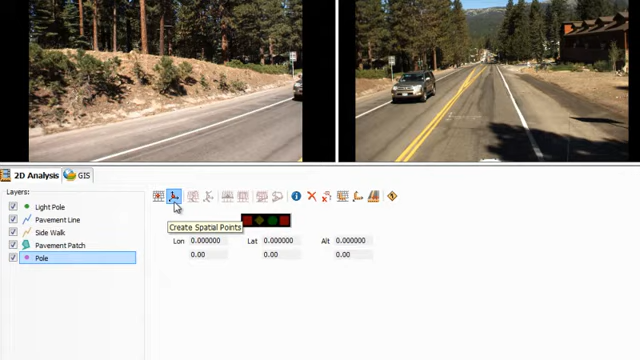 2D Analysis GIS
Layers:
Light Pole
Pavement Line
Side Walk
Pavement Patch
Pole
Create Spatial Points
Lon 0.000000 Lat 0.000000 Alt 0.000000
0.00 0.00 0.00